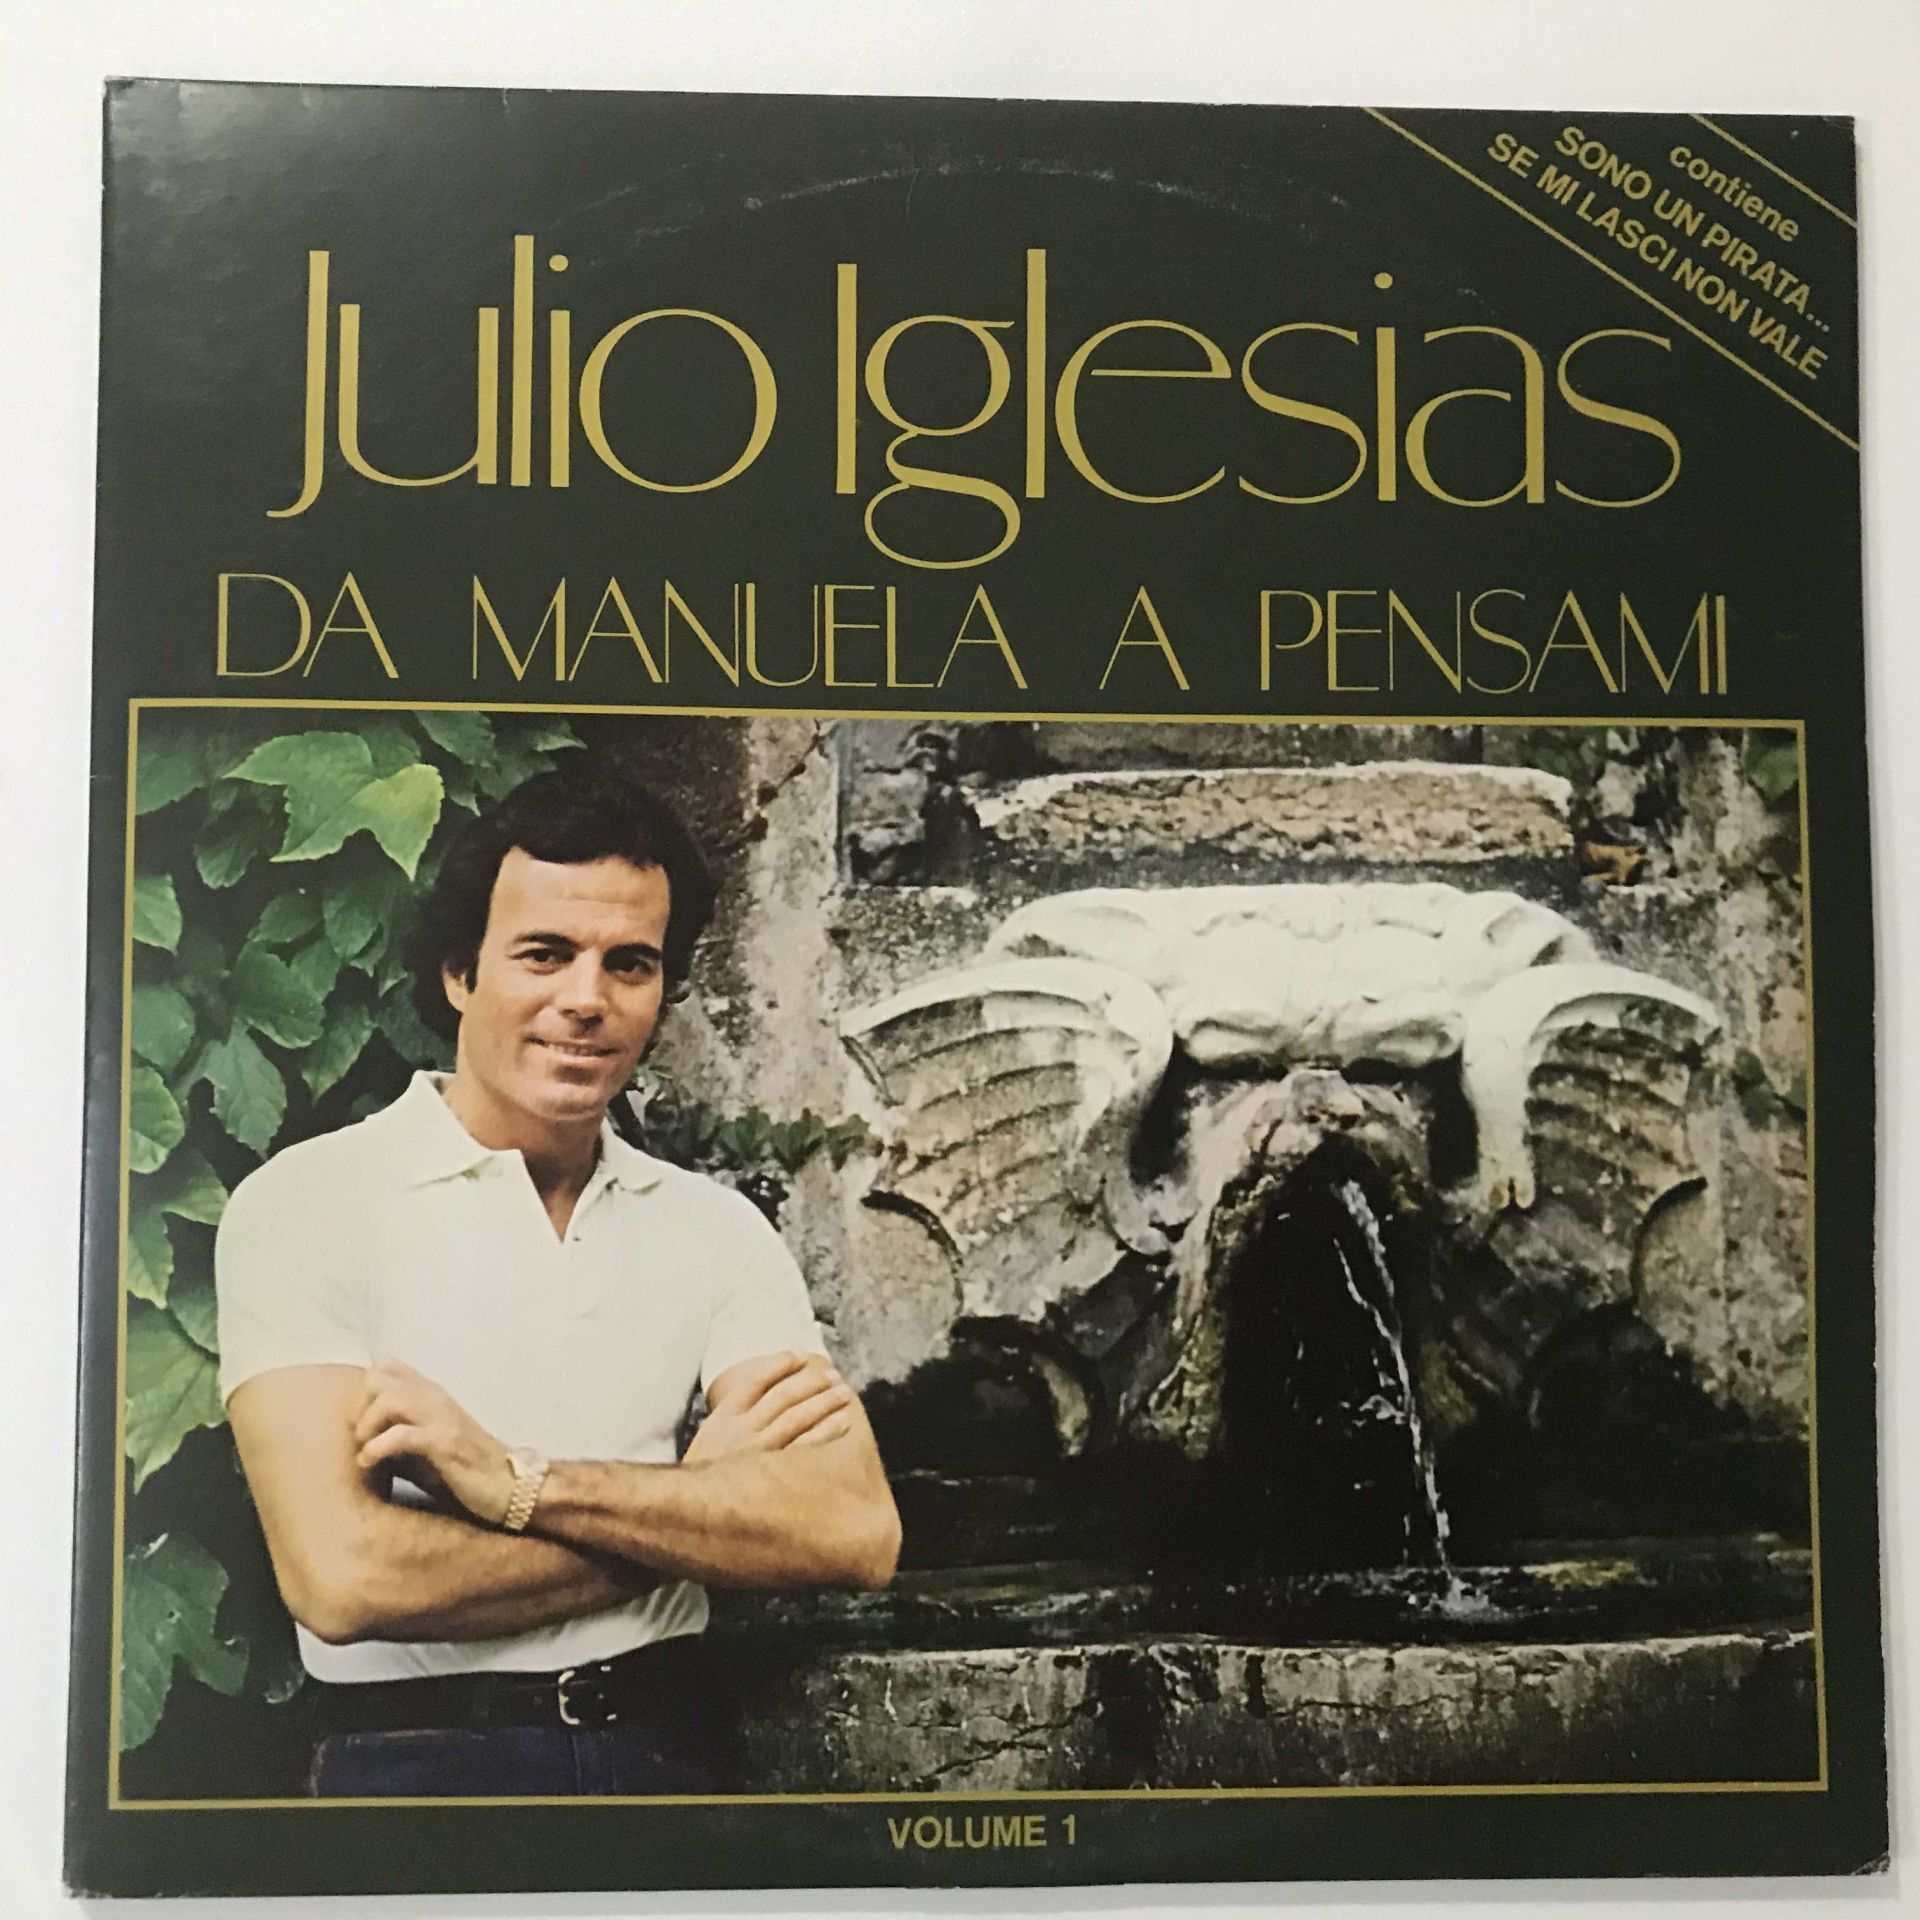 contiene
SONO UN PIRATA...
SE MI LASCI NON VALE
Julio Iglesias
DA MANUELA A PENSAMI
VOLUME 1